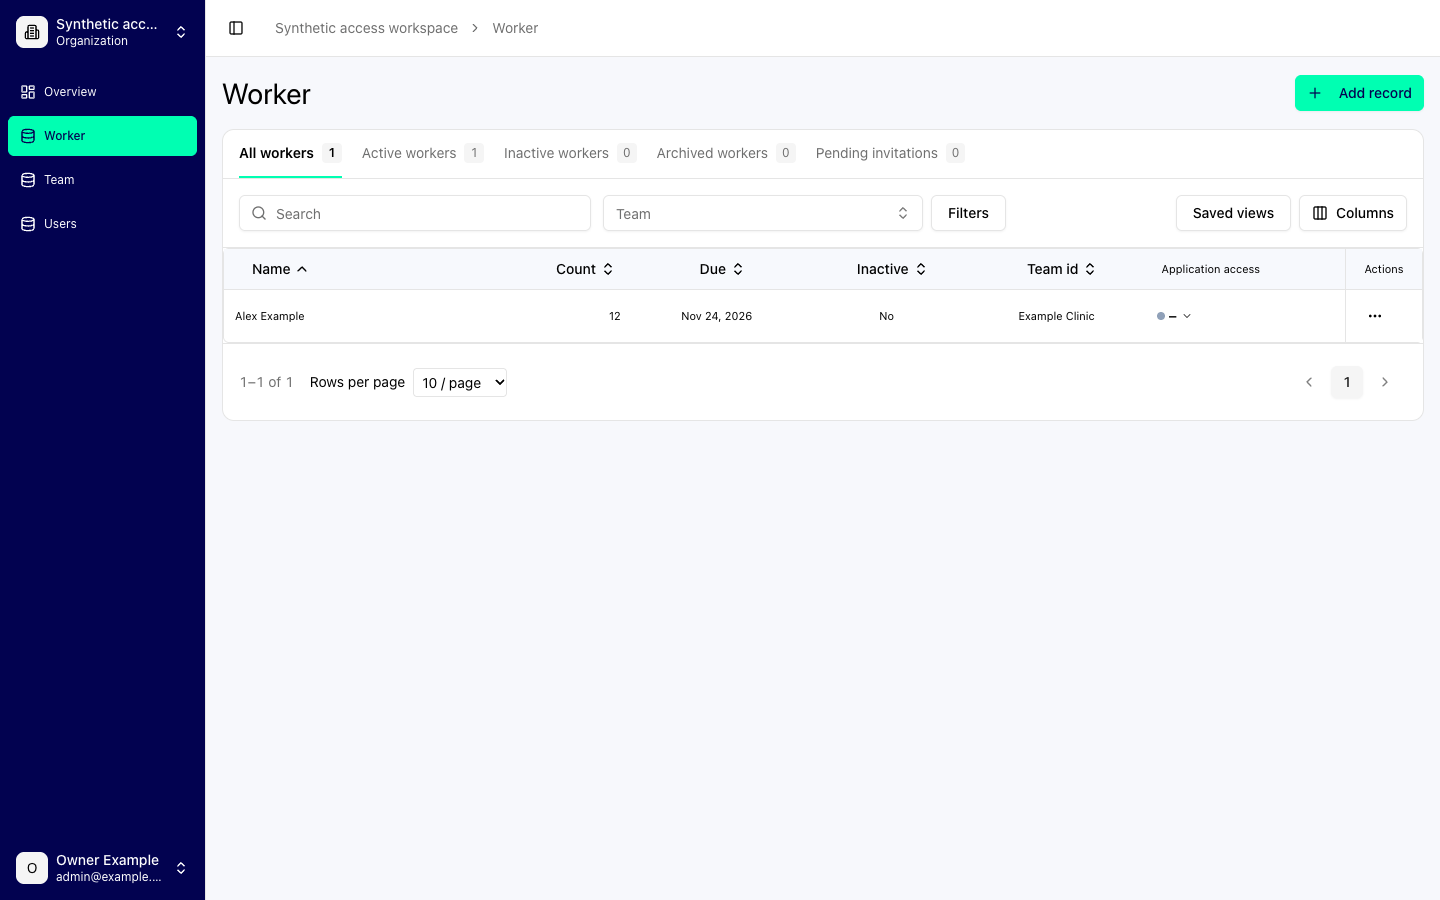 Synthetic acc...
Organization
Overview
Worker
Team
Users
Owner Example
O
admin@example....
Synthetic access workspace > Worker
Worker
Add record
All workers 1 Active workers 1 Inactive workers 0 Archived workers 0 Pending invitations 0
Search Team Filters Saved views Columns
Name Count Due Inactive Team id Application access Actions
Alex Example 12 Nov 24, 2026 No Example Clinic –
1–1 of 1 Rows per page 10 / page 1